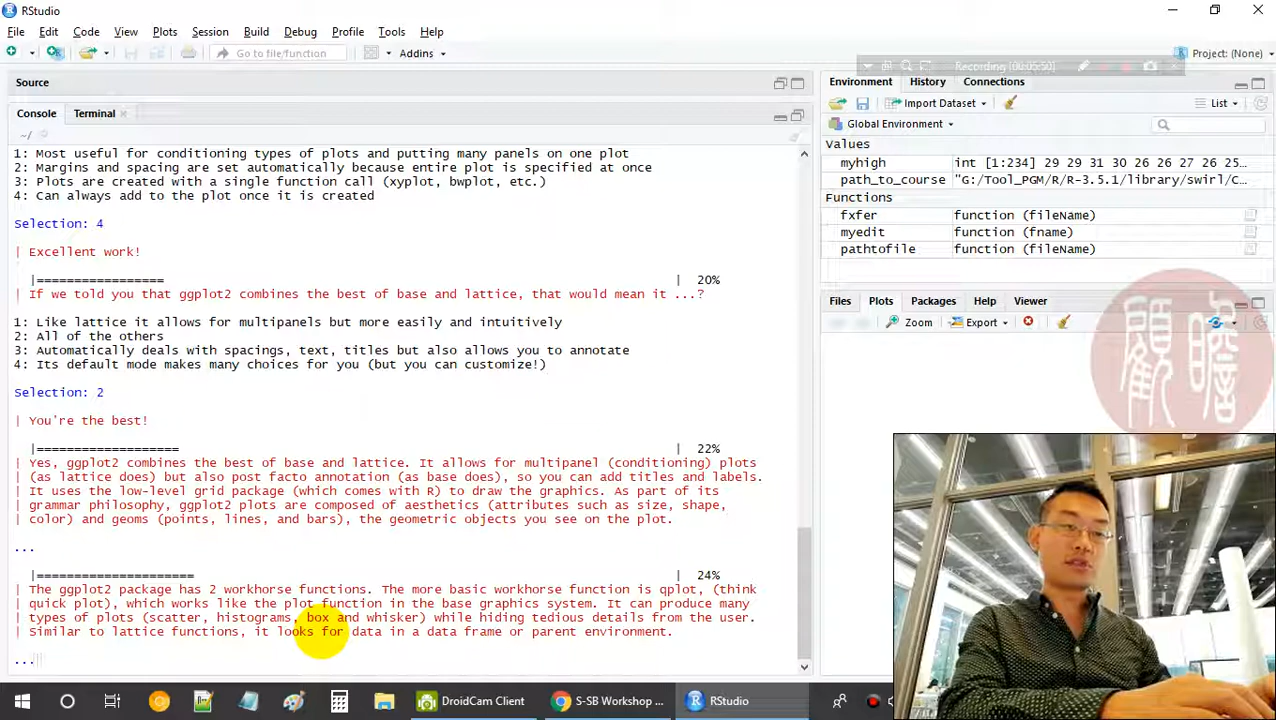 RStudio
File Edit Code View Plots Session Build Debug Profile Tools Help
Go to file/function Addins Project: (None)
Recording [00:05:50]
Source
Console Terminal
~/
1: Most useful for conditioning types of plots and putting many panels on one plot
2: Margins and spacing are set automatically because entire plot is specified at once
3: Plots are created with a single function call (xyplot, bwplot, etc.)
4: Can always add to the plot once it is created
Selection: 4
| Excellent work!
|================= | 20%
| If we told you that ggplot2 combines the best of base and lattice, that would mean it ...?
1: Like lattice it allows for multipanels but more easily and intuitively
2: All of the others
3: Automatically deals with spacings, text, titles but also allows you to annotate
4: Its default mode makes many choices for you (but you can customize!)
Selection: 2
| You're the best!
|=================== | 22%
| Yes, ggplot2 combines the best of base and lattice. It allows for multipanel (conditioning) plots
| (as lattice does) but also post facto annotation (as base does), so you can add titles and labels.
| It uses the low-level grid package (which comes with R) to draw the graphics. As part of its
| grammar philosophy, ggplot2 plots are composed of aesthetics (attributes such as size, shape,
| color) and geoms (points, lines, and bars), the geometric objects you see on the plot.
...
|===================== | 24%
| The ggplot2 package has 2 workhorse functions. The more basic workhorse function is qplot, (think
| quick plot), which works like the plot function in the base graphics system. It can produce many
| types of plots (scatter, histograms, box and whisker) while hiding tedious details from the user.
| Similar to lattice functions, it looks for data in a data frame or parent environment.
...
Environment History Connections
Import Dataset List
Global Environment
Values
myhigh int [1:234] 29 29 31 30 26 26 27 26 25...
path_to_course "G:/Tool_PGM/R/R-3.5.1/library/swirl/C...
Functions
fxfer function (fileName)
myedit function (fname)
pathtofile function (fileName)
Files Plots Packages Help Viewer
Zoom Export
顧瞻
DroidCam Client S-SB Workshop ... RStudio